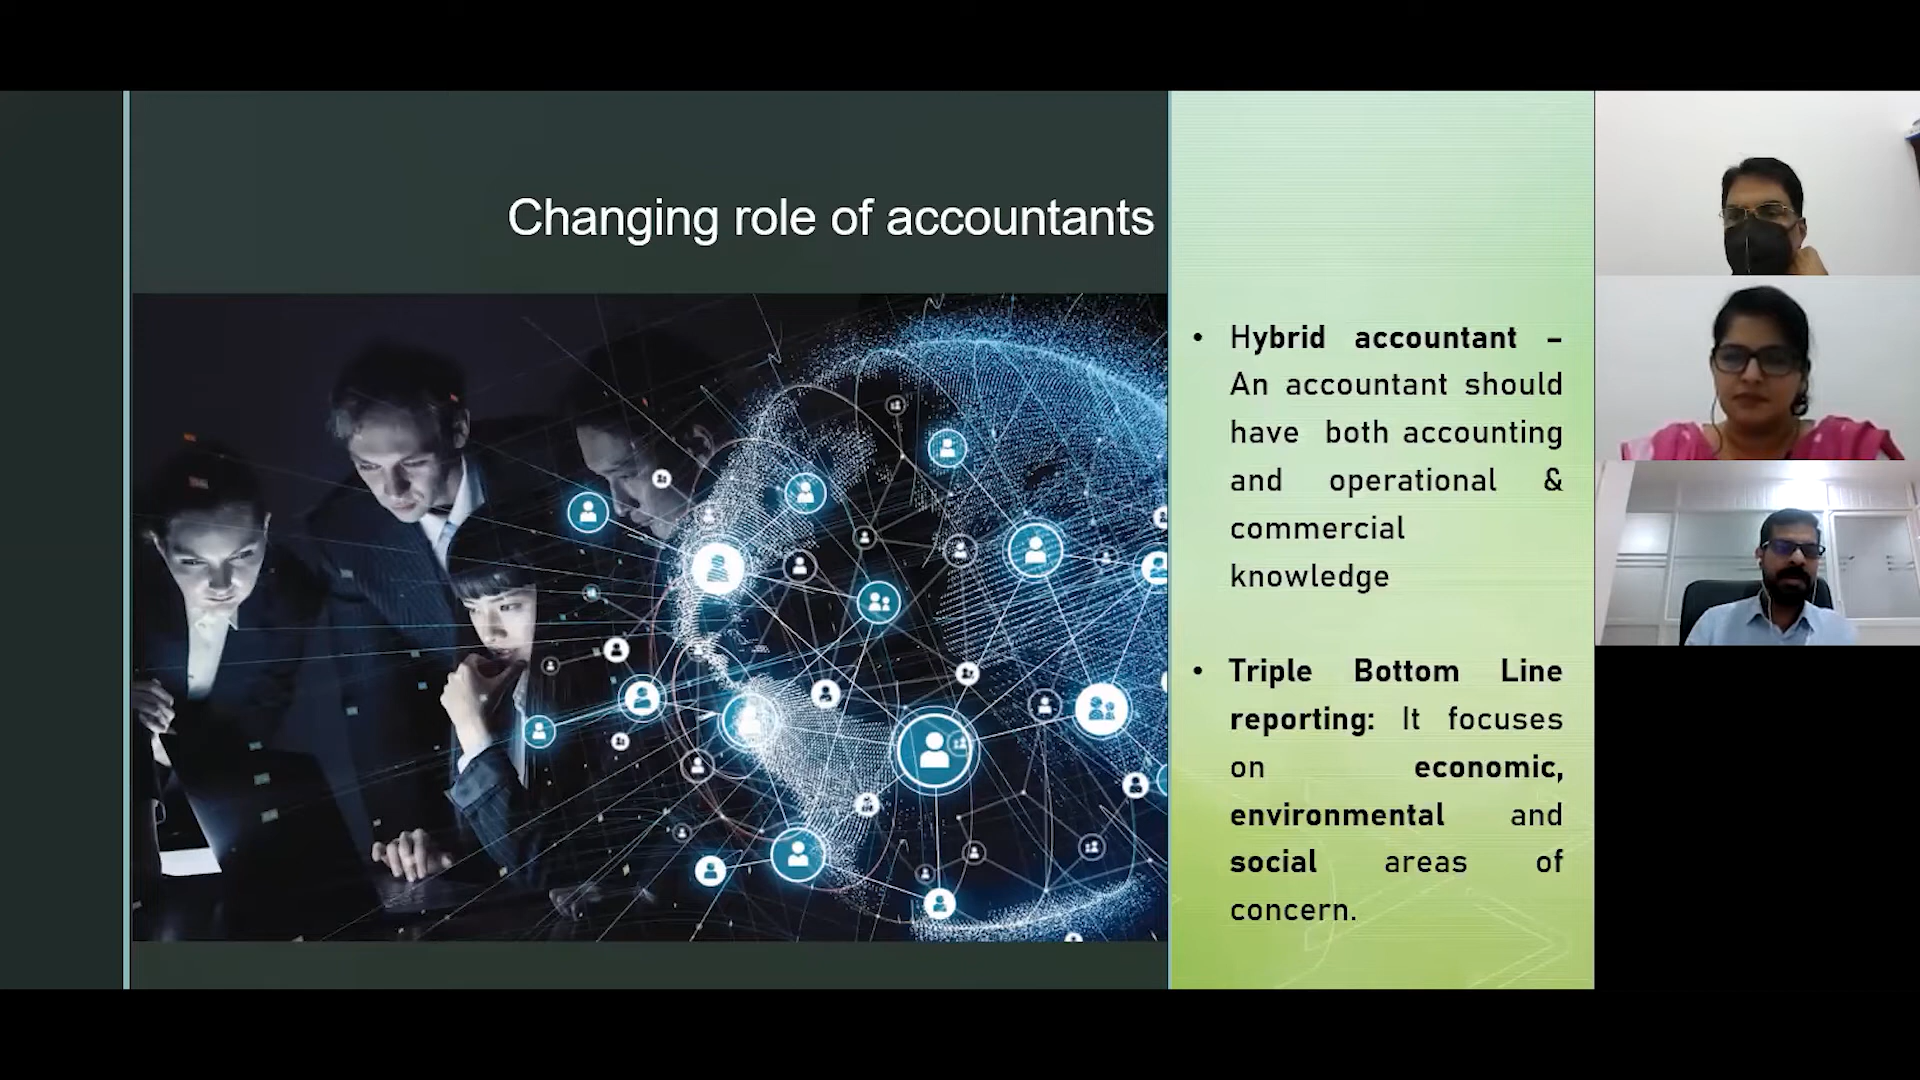 Changing role of accountants
• Hybrid accountant –
An accountant should
have both accounting
and operational &
commercial
knowledge
• Triple Bottom Line
reporting: It focuses
on economic,
environmental and
social areas of
concern.